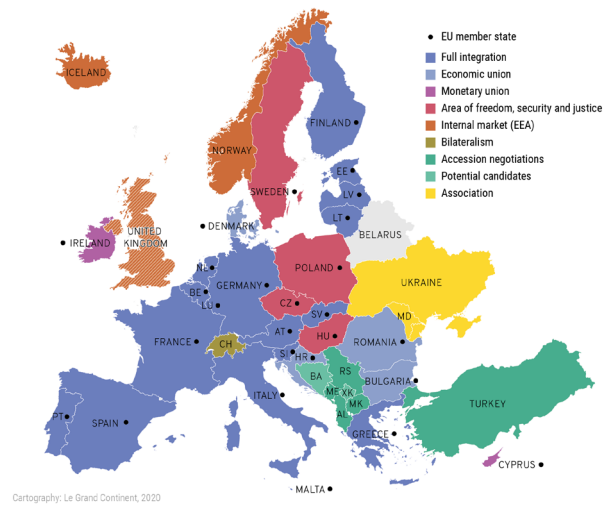 EU member state
Full integration
Economic union
Monetary union
Area of freedom, security and justice
Internal market (EEA)
Bilateralism
Accession negotiations
Potential candidates
Association
ICELAND
FINLAND
NORWAY
SWEDEN
EE
LV
LT
DENMARK
BELARUS
IRELAND
UNITED
KINGDOM
NL
GERMANY
POLAND
UKRAINE
BE
LU
CZ
SV
MD
FRANCE
CH
AT
HU
ROMANIA
SI
HR
BA
RS
BULGARIA
ITALY
ME
XK
MK
AL
PT
SPAIN
TURKEY
GREECE
CYPRUS
MALTA
Cartography: Le Grand Continent, 2020